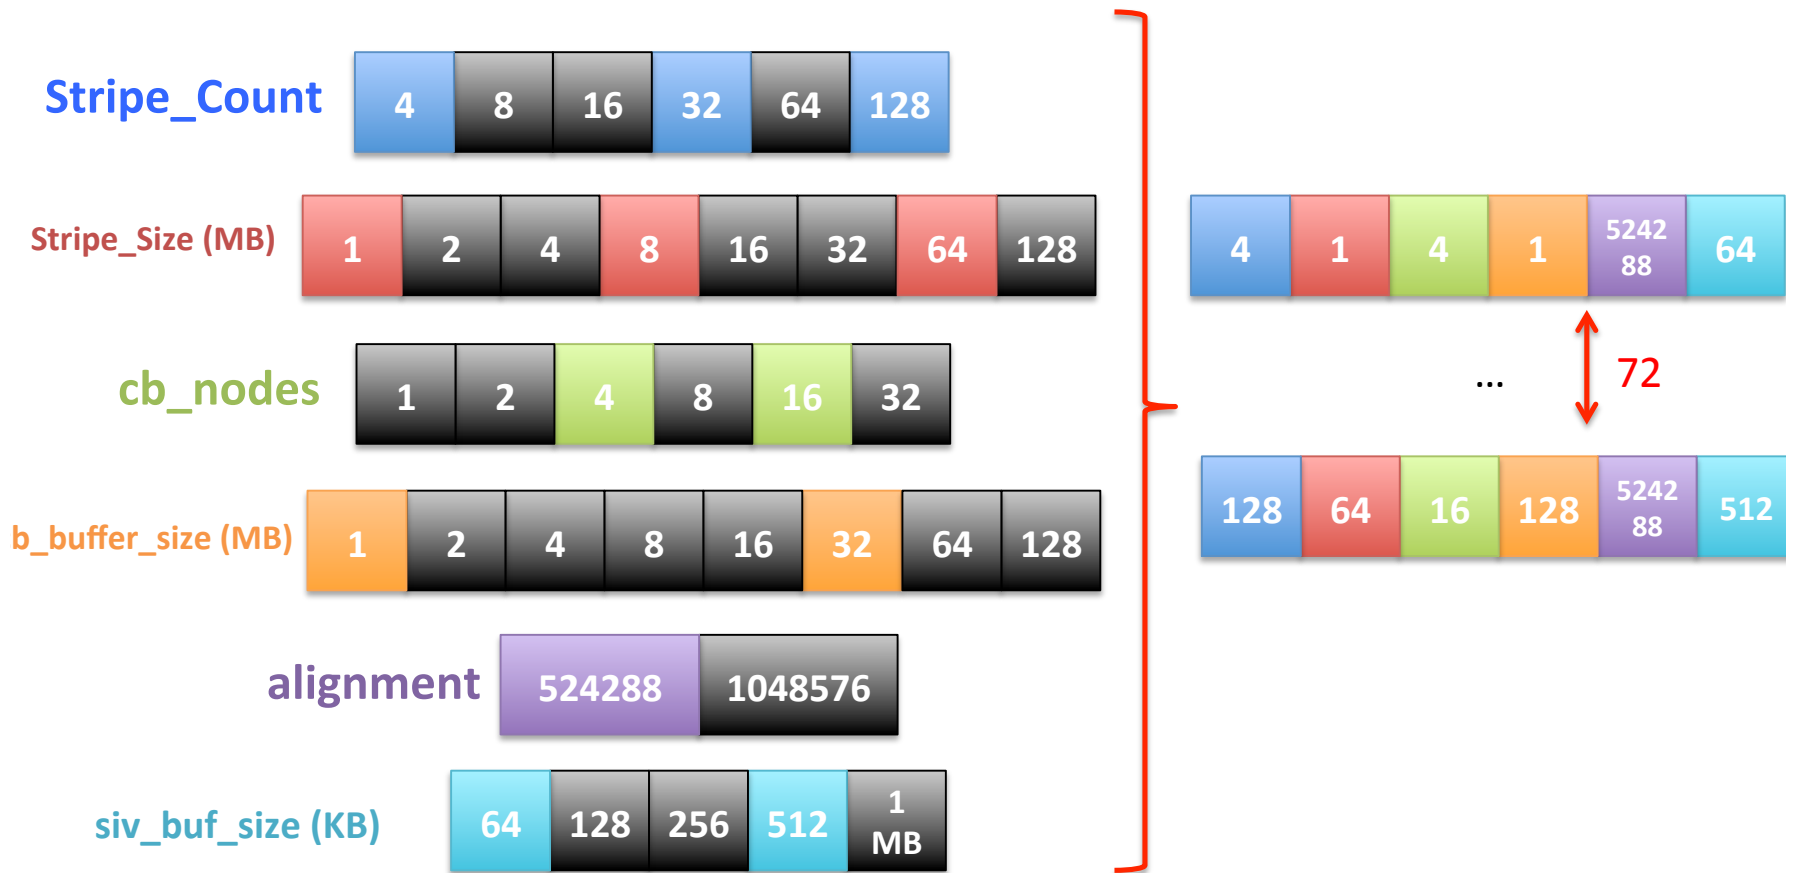 Stripe_Count 4 8 16 32 64 128
Stripe_Size (MB) 1 2 4 8 16 32 64 128
cb_nodes 1 2 4 8 16 32
b_buffer_size (MB) 1 2 4 8 16 32 64 128
alignment 524288 1048576
siv_buf_size (KB) 64 128 256 512 1
MB
4 1 4 1 5242 64
88
... 72
128 64 16 128 5242 512
88